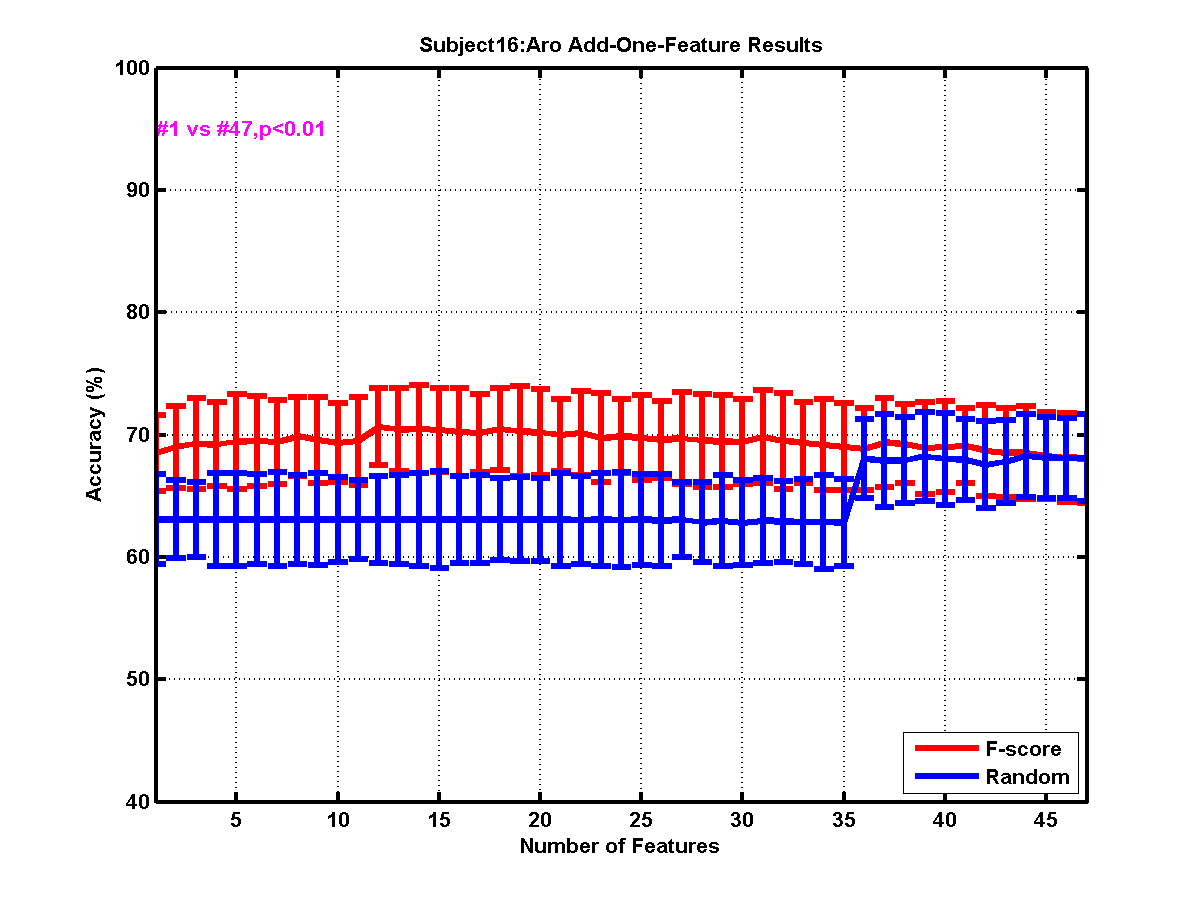 Subject16:Aro Add-One-Feature Results
100
#1 vs #47,p<0.01
90
80
70
60
50
40
Accuracy (%)
5 10 15 20 25 30 35 40 45
Number of Features
F-score
Random